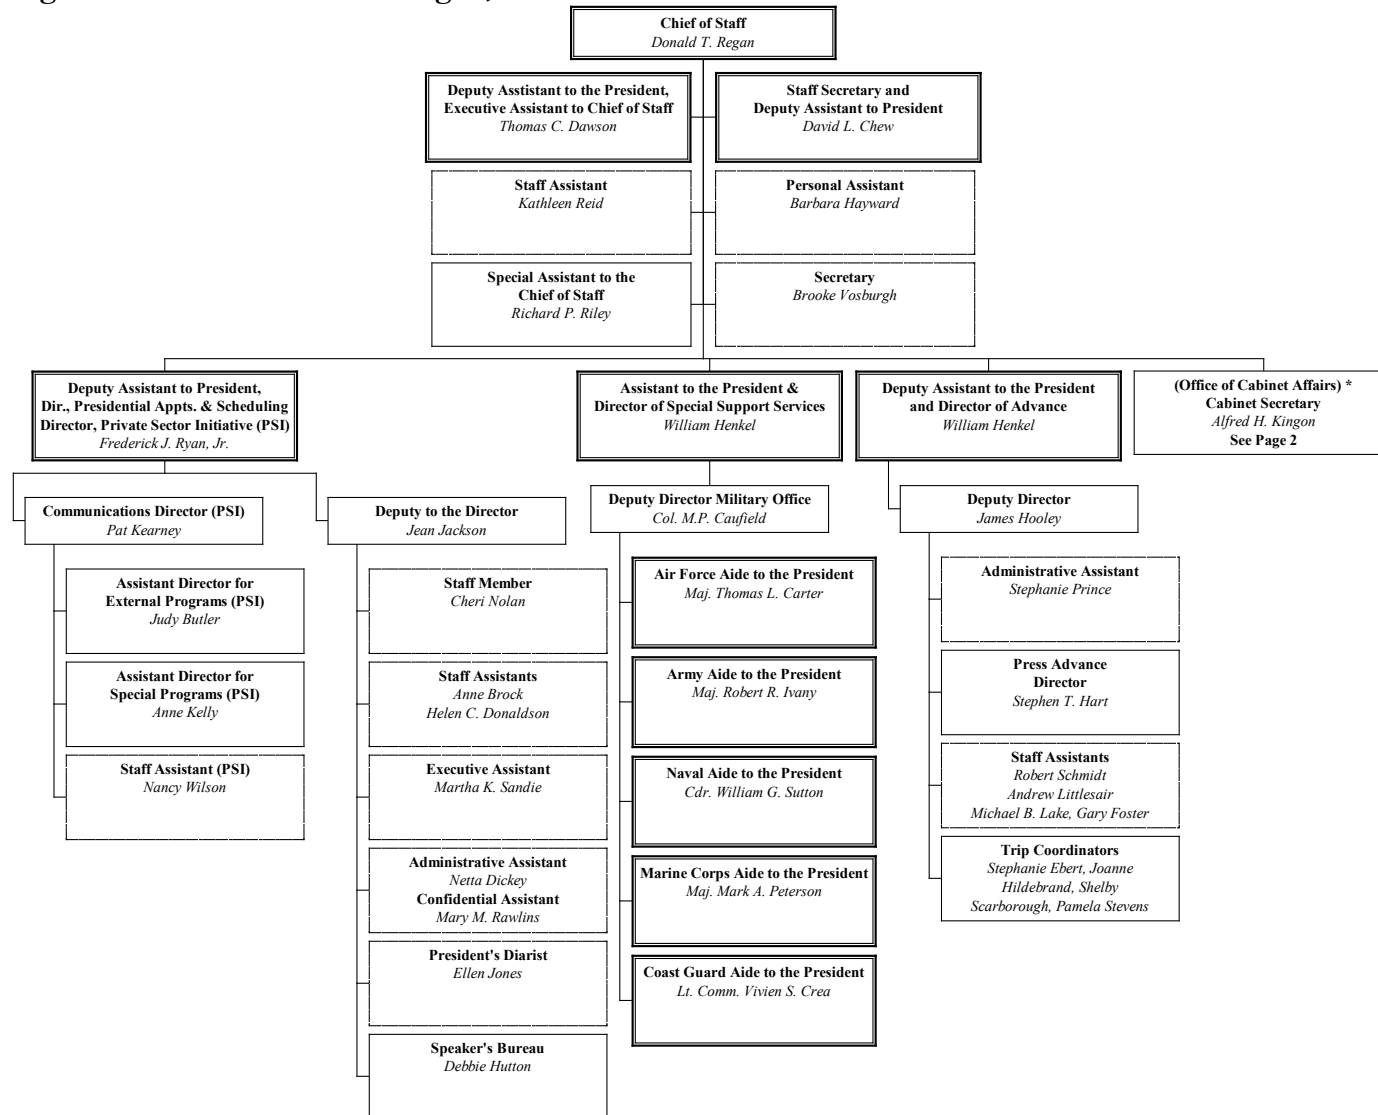 Chief of Staff
Donald T. Regan
Deputy Asstistant to the President,
Executive Assistant to Chief of Staff
Thomas C. Dawson
Staff Secretary and
Deputy Assistant to President
David L. Chew
Staff Assistant
Kathleen Reid
Personal Assistant
Barbara Hayward
Special Assistant to the
Chief of Staff
Richard P. Riley
Secretary
Brooke Vosburgh
Deputy Assistant to President,
Dir., Presidential Appts. & Scheduling
Director, Private Sector Initiative (PSI)
Frederick J. Ryan, Jr.
Assistant to the President &
Director of Special Support Services
William Henkel
Deputy Assistant to the President
and Director of Advance
William Henkel
(Office of Cabinet Affairs) *
Cabinet Secretary
Alfred H. Kingon
See Page 2
Communications Director (PSI)
Pat Kearney
Deputy to the Director
Jean Jackson
Deputy Director Military Office
Col. M.P. Caufield
Deputy Director
James Hooley
Assistant Director for
External Programs (PSI)
Judy Butler
Assistant Director for
Special Programs (PSI)
Anne Kelly
Staff Assistant (PSI)
Nancy Wilson
Staff Member
Cheri Nolan
Staff Assistants
Anne Brock
Helen C. Donaldson
Executive Assistant
Martha K. Sandie
Administrative Assistant
Netta Dickey
Confidential Assistant
Mary M. Rawlins
President's Diarist
Ellen Jones
Speaker's Bureau
Debbie Hutton
Air Force Aide to the President
Maj. Thomas L. Carter
Army Aide to the President
Maj. Robert R. Ivany
Naval Aide to the President
Cdr. William G. Sutton
Marine Corps Aide to the President
Maj. Mark A. Peterson
Coast Guard Aide to the President
Lt. Comm. Vivien S. Crea
Administrative Assistant
Stephanie Prince
Press Advance
Director
Stephen T. Hart
Staff Assistants
Robert Schmidt
Andrew Littlesair
Michael B. Lake, Gary Foster
Trip Coordinators
Stephanie Ebert, Joanne
Hildebrand, Shelby
Scarborough, Pamela Stevens